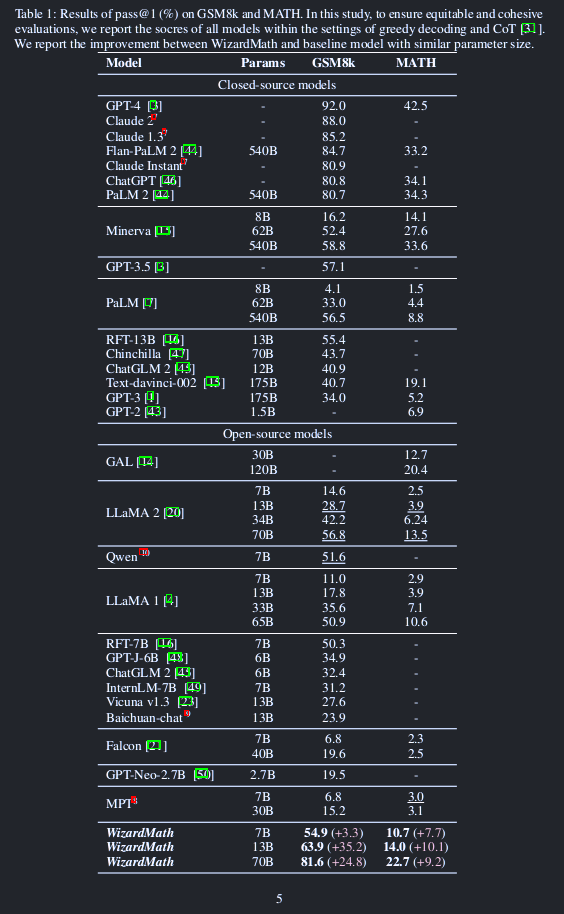 Table 1: Results of pass@1 (%) on GSM8k and MATH. In this study, to ensure equitable and cohesive
evaluations, we report the socres of all models within the settings of greedy decoding and CoT [31].
We report the improvement between WizardMath and baseline model with similar parameter size.
Model Params GSM8k MATH
Closed-source models
GPT-4 [3] - 92.0 42.5
Claude 2 - 88.0 -
Claude 1.3 - 85.2 -
Flan-PaLM 2 [44] 540B 84.7 33.2
Claude Instant - 80.9 -
ChatGPT [46] - 80.8 34.1
PaLM 2 [44] 540B 80.7 34.3
8B 16.2 14.1
Minerva [15] 62B 52.4 27.6
540B 58.8 33.6
GPT-3.5 [3] - 57.1 -
8B 4.1 1.5
PaLM [7] 62B 33.0 4.4
540B 56.5 8.8
RFT-13B [16] 13B 55.4 -
Chinchilla [47] 70B 43.7 -
ChatGLM 2 [45] 12B 40.9 -
Text-davinci-002 [15] 175B 40.7 19.1
GPT-3 [1] 175B 34.0 5.2
GPT-2 [43] 1.5B - 6.9
Open-source models
GAL [14] 30B - 12.7
120B - 20.4
7B 14.6 2.5
LLaMA 2 [20] 13B 28.7 3.9
34B 42.2 6.24
70B 56.8 13.5
Qwen 10 7B 51.6 -
7B 11.0 2.9
LLaMA 1 [4] 13B 17.8 3.9
33B 35.6 7.1
65B 50.9 10.6
RFT-7B [16] 7B 50.3 -
GPT-J-6B [48] 6B 34.9 -
ChatGLM 2 [45] 6B 32.4 -
InternLM-7B [49] 7B 31.2 -
Vicuna v1.3 [23] 13B 27.6 -
Baichuan-chat 9 13B 23.9 -
Falcon [21] 7B 6.8 2.3
40B 19.6 2.5
GPT-Neo-2.7B [50] 2.7B 19.5 -
MPT 8 7B 6.8 3.0
30B 15.2 3.1
WizardMath 7B 54.9 (+3.3) 10.7 (+7.7)
WizardMath 13B 63.9 (+35.2) 14.0 (+10.1)
WizardMath 70B 81.6 (+24.8) 22.7 (+9.2)
5